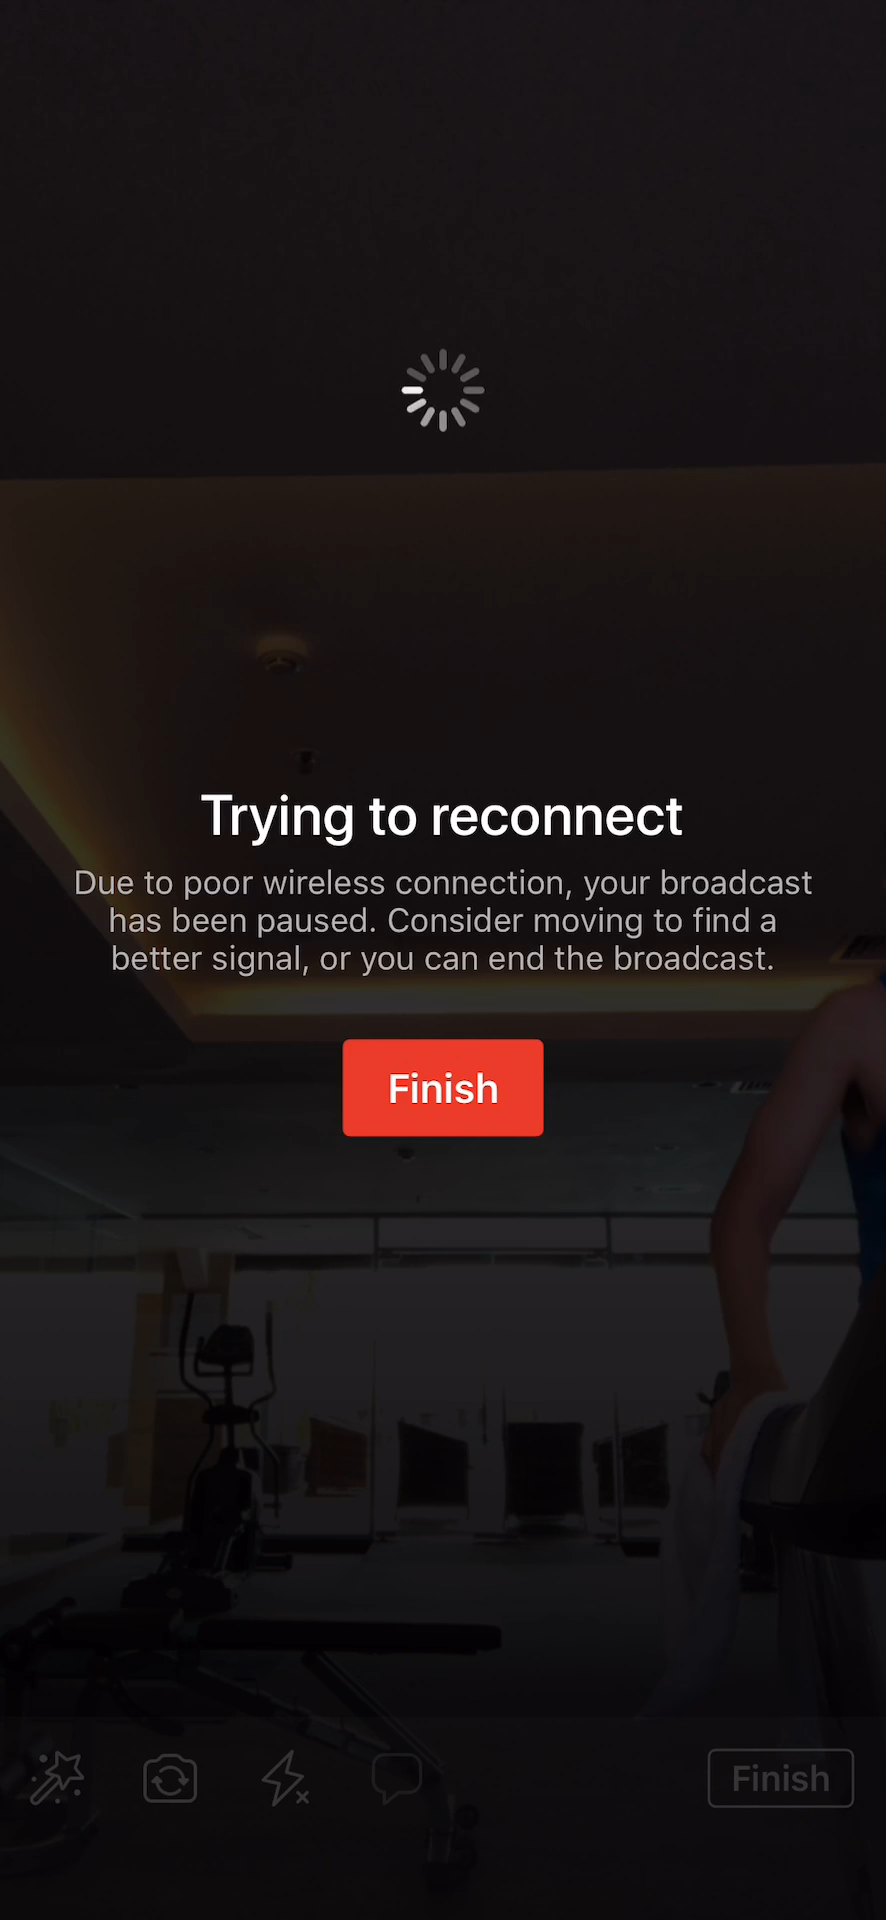 Trying to reconnect
Due to poor wireless connection, your broadcast
has been paused. Consider moving to find a
better signal, or you can end the broadcast.
Finish
Finish